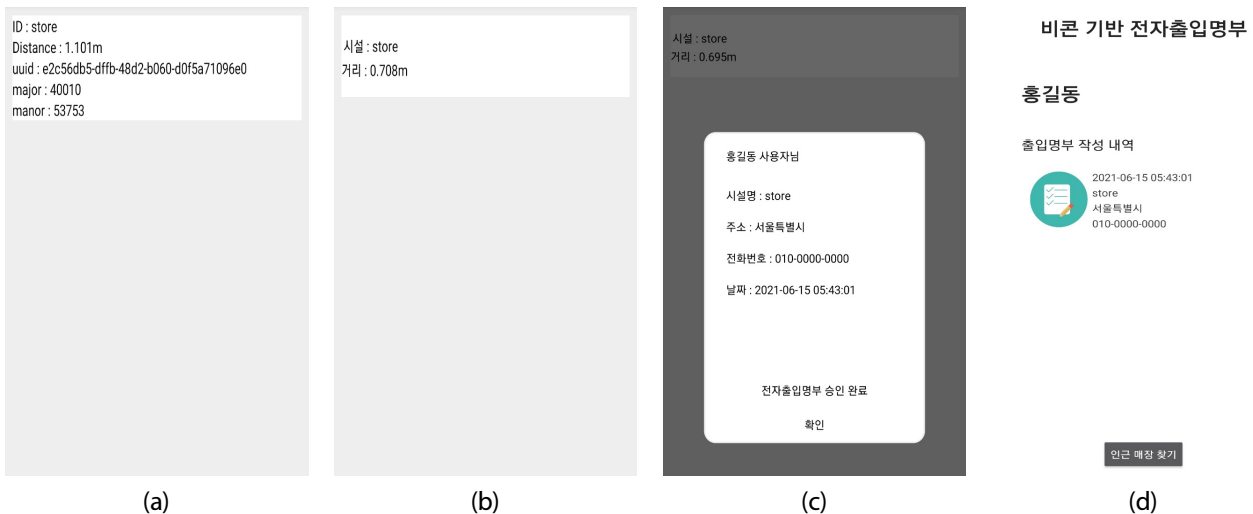 ID : store
Distance : 1.101m
uuid : e2c56db5-dffb-48d2-b060-d0f5a71096e0
major : 40010
manor : 53753
(a)
시설 : store
거리 : 0.708m
(b)
시설 : store
거리 : 0.695m
홍길동 사용자님
시설명 : store
주소 : 서울특별시
전화번호 : 010-0000-0000
날짜 : 2021-06-15 05:43:01
전자출입명부 승인 완료
확인
(c)
비콘 기반 전자출입명부
홍길동
출입명부 작성 내역
2021-06-15 05:43:01
store
서울특별시
010-0000-0000
인근 매장 찾기
(d)